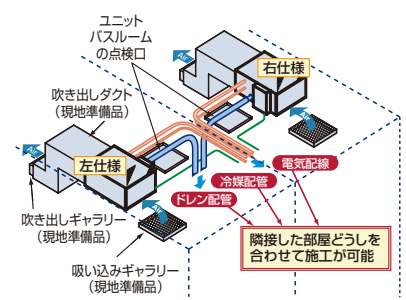 ユニット
バスルーム
の点検口
Air
右仕様
吹き出しダクト
（現地準備品）
Air
Air
左仕様
電気配線
冷媒配管
ドレン配管
吹き出しギャラリー
（現地準備品）
Air
隣接した部屋どうしを
合わせて施工が可能
吸い込みギャラリー
（現地準備品）